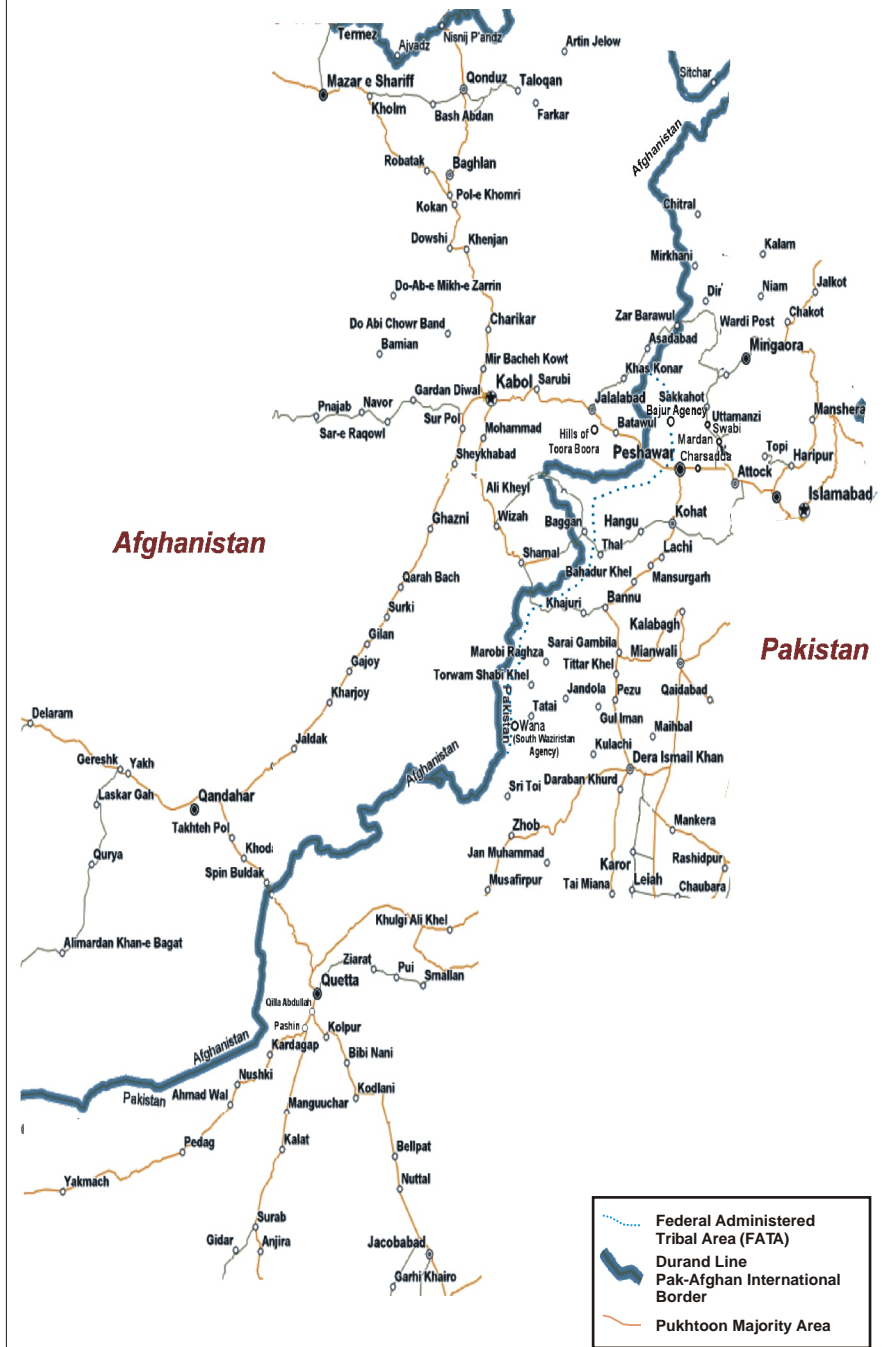 Termez
Ajvadz
Nisnij P'andz
Artin Jelow
Sitchar
Mazar e Shariff
Qonduz
Taloqan
Kholm
Bash Abdan
Farkar
Afghanistan
Robatak
Baghlan
Pol-e Khomri
Kokan
Chitral
Dowshi
Khenjan
Kalam
Mirkhani
Do-Ab-e Mikh-e Zarrin
Dir
Niam
Jalkot
Zar Barawul
Wardi Post
Chakot
Do Abi Chowr Band
Charikar
Asadabad
Mingaora
Bamian
Mir Bacheh Kowt
Khas Konar
Gardan Diwal
Kabol
Sarubi
Jalalabad
Sakkahot
Bajur Agency
Uttamanzi
Manshera
Pnajab
Navor
Sur Pol
Sar-e Raqowl
Mohammad
Hills of
Toora Boora
Batawul
Swabi
Mardan
Topi
Haripur
Sheykhabad
Peshawar
Charsadda
Attock
Islamabad
Ali Kheyl
Ghazni
Wizah
Baggan
Hangu
Kohat
Afghanistan
Shamal
Thal
Lachi
Qarah Bach
Bahadur Khel
Mansurgarh
Surki
Khajuri
Bannu
Kalabagh
Gilan
Marobi Raghza
Sarai Gambila
Mianwali
Pakistan
Gajoy
Torwam Shabi Khel
Tittar Khel
Kharjoy
Pakistan
Jandola
Pezu
Qaidabad
Delaram
Tatai
Gul Iman
Maihbal
Wana
(South Waziristan
Agency)
Jaldak
Kulachi
Gereshk
Yakh
Afghanistan
Dera Ismail Khan
Laskar Gah
Qandahar
Sri Toi
Daraban Khurd
Takhteh Pol
Zhob
Mankera
Khoda
Qurya
Jan Muhammad
Karor
Rashidpur
Spin Buldak
Musafirpur
Tai Miana
Leiah
Chaubara
Khulgi Ali Khel
Alimardan Khan-e Bagat
Ziarat
Pui
Smallan
Quetta
Qilla Abdullah
Pashin
Kolpur
Afghanistan
Kardagap
Bibi Nani
Nushki
Pakistan
Ahmad Wal
Manguuchar
Kodlani
Pedag
Kalat
Bellpat
Yakmach
Nuttal
Surab
Gidar
Anjira
Jacobabad
Garhi Khairo
Federal Administered
Tribal Area (FATA)
Durand Line
Pak-Afghan International
Border
Pukhtoon Majority Area